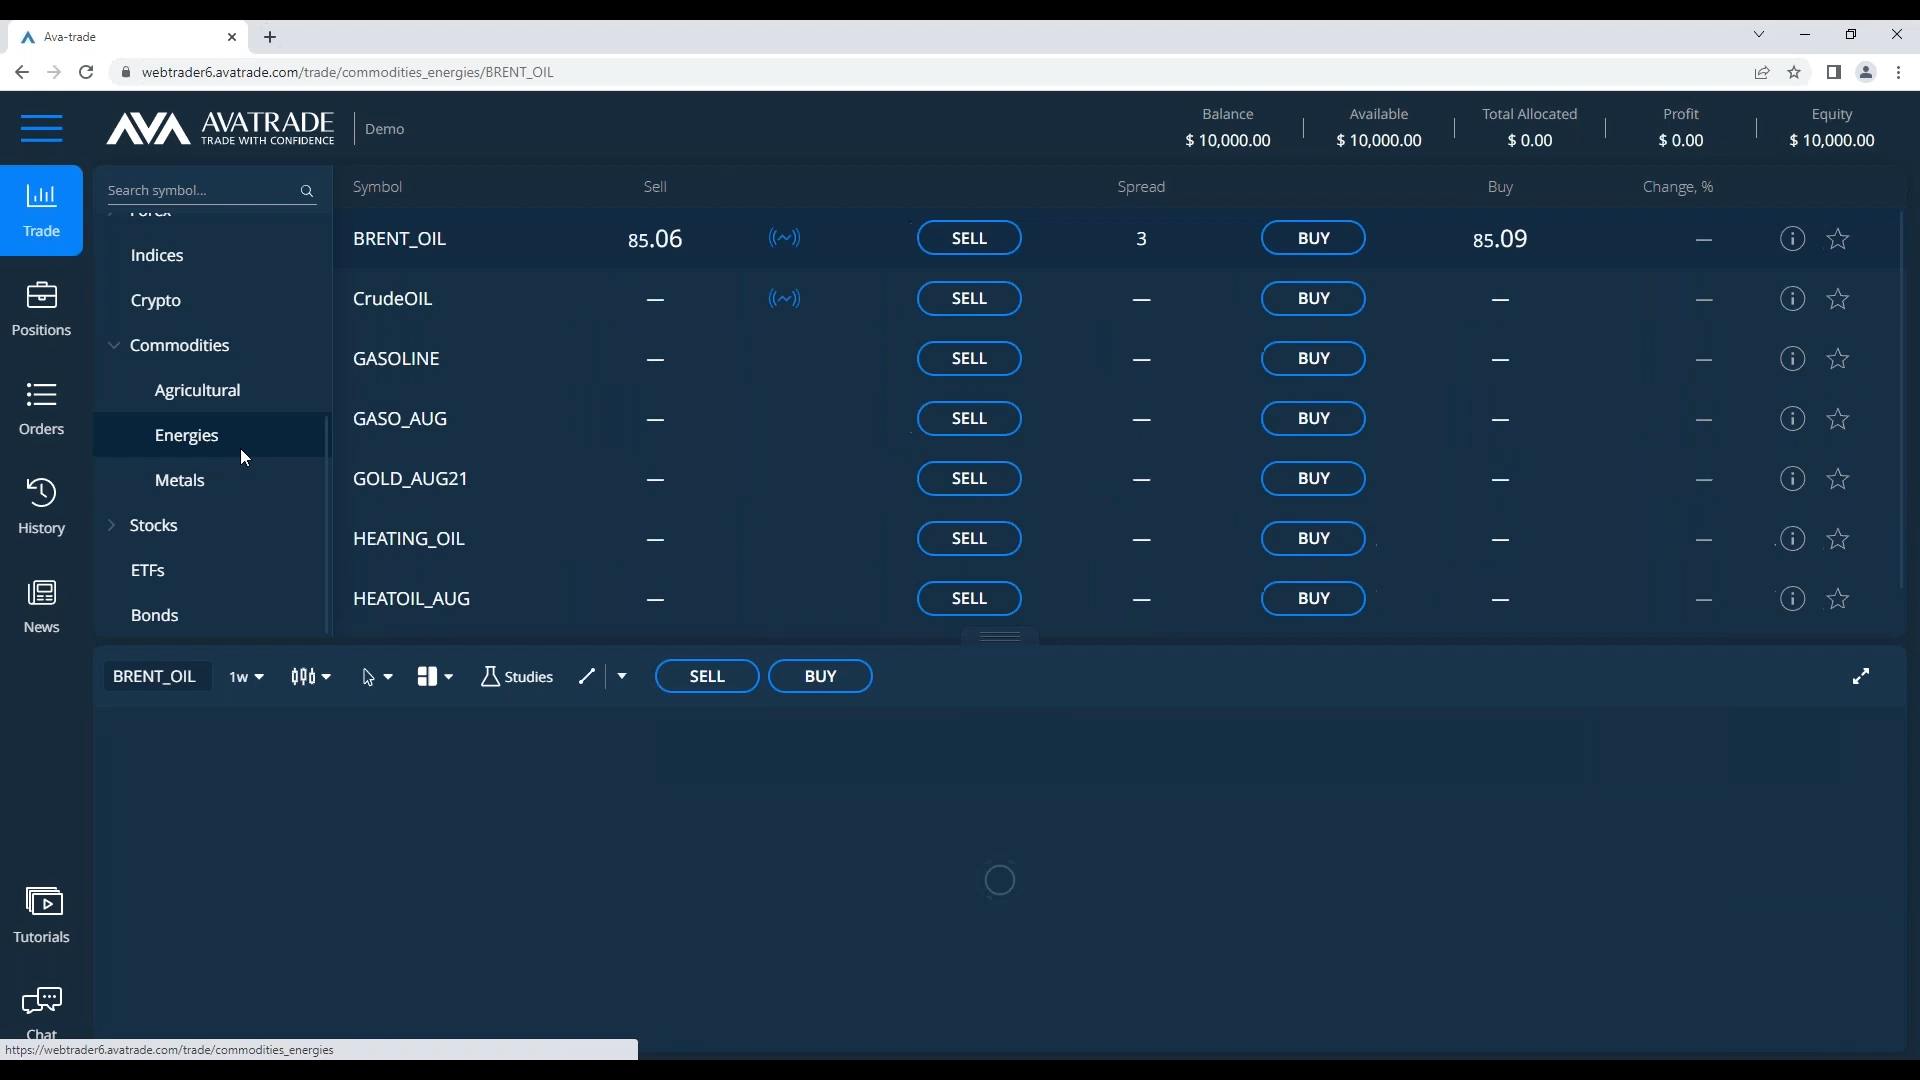 Ava-trade
webtrader6.avatrade.com/trade/commodities_energies/BRENT_OIL
AVA AVATRADE
TRADE WITH CONFIDENCE
Demo
Balance Available Total Allocated Profit Equity
$ 10,000.00 $ 10,000.00 $ 0.00 $ 0.00 $ 10,000.00
Trade
Positions
Orders
History
News
Tutorials
Chat
Search symbol...
Forex
Indices
Crypto
Commodities
Agricultural
Energies
Metals
Stocks
ETFs
Bonds
Symbol Sell Spread Buy Change, %
BRENT_OIL 85.06 SELL 3 BUY 85.09 —
CrudeOIL — SELL — BUY — —
GASOLINE — SELL — BUY — —
GASO_AUG — SELL — BUY — —
GOLD_AUG21 — SELL — BUY — —
HEATING_OIL — SELL — BUY — —
HEATOIL_AUG — SELL — BUY — —
BRENT_OIL 1w Studies SELL BUY
https://webtrader6.avatrade.com/trade/commodities_energies